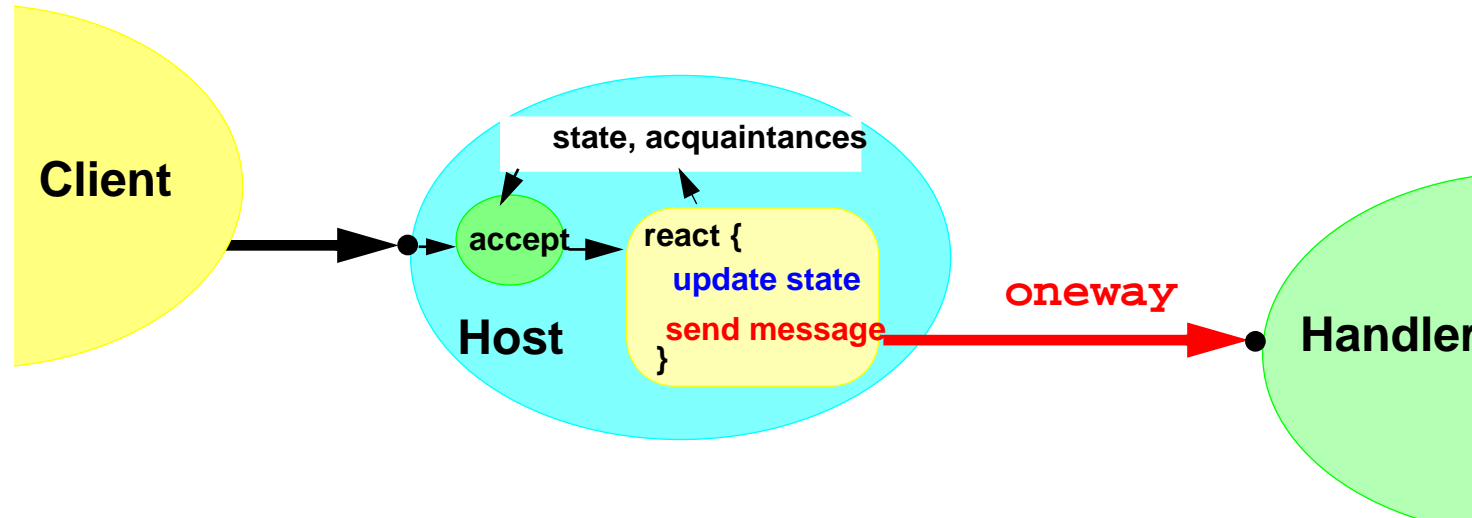 Client
state, acquaintances
accept
react {
update state
send message
}
Host
oneway
Handler